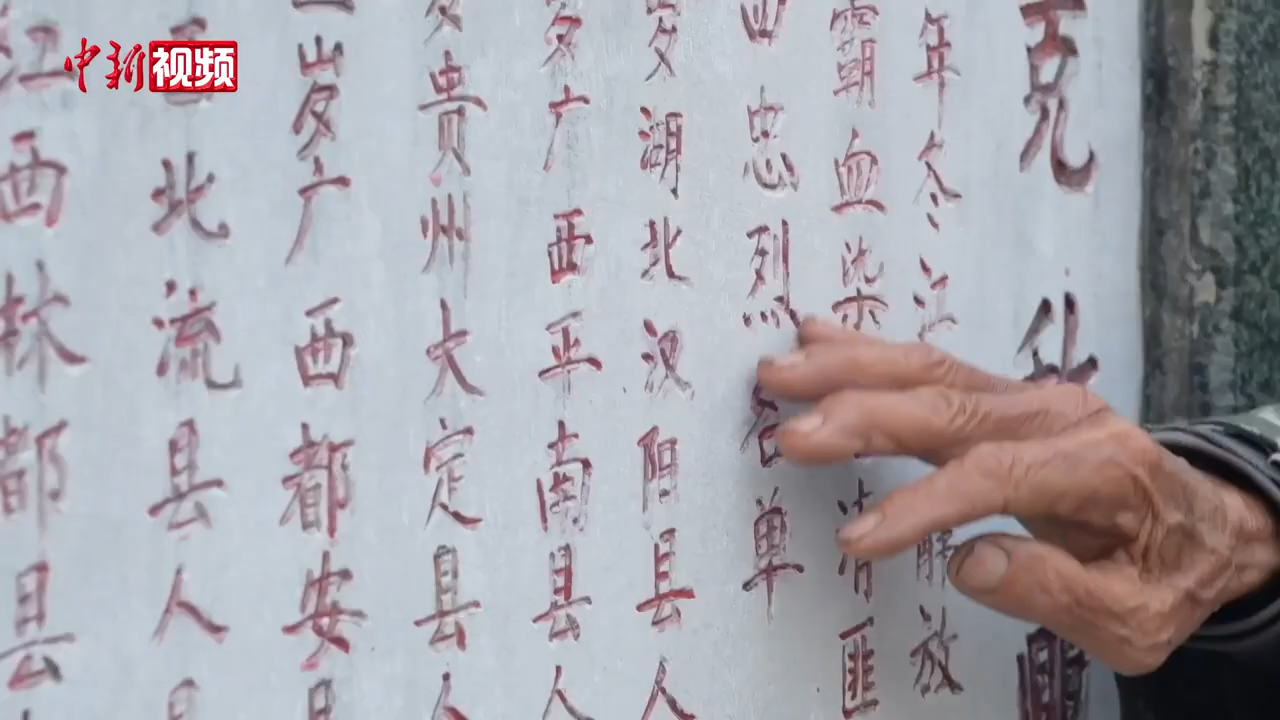 中新视频
年冬江解放
霸血染清匪
四忠烈名单
岁湖北汉阳县人
岁广西平南县人
贵州大定县人
岁广西都安县
北流县人
江西林都县